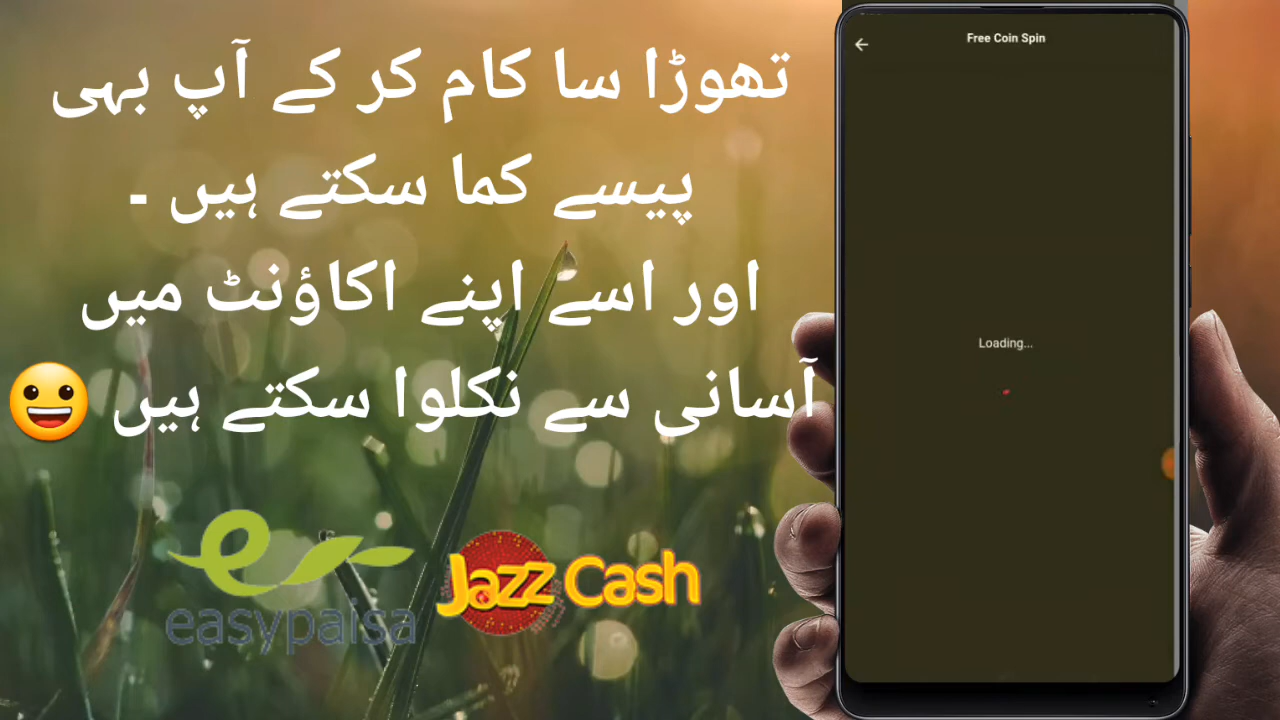 تھوڑا سا کام کر کے آپ بہی
پیسے کما سکتے ہیں ۔
اور اسے اپنے اکاؤنٹ میں
آسانی سے نکلوا سکتے ہیں 😀
easypaisa
Jazz Cash
Free Coin Spin
Loading...